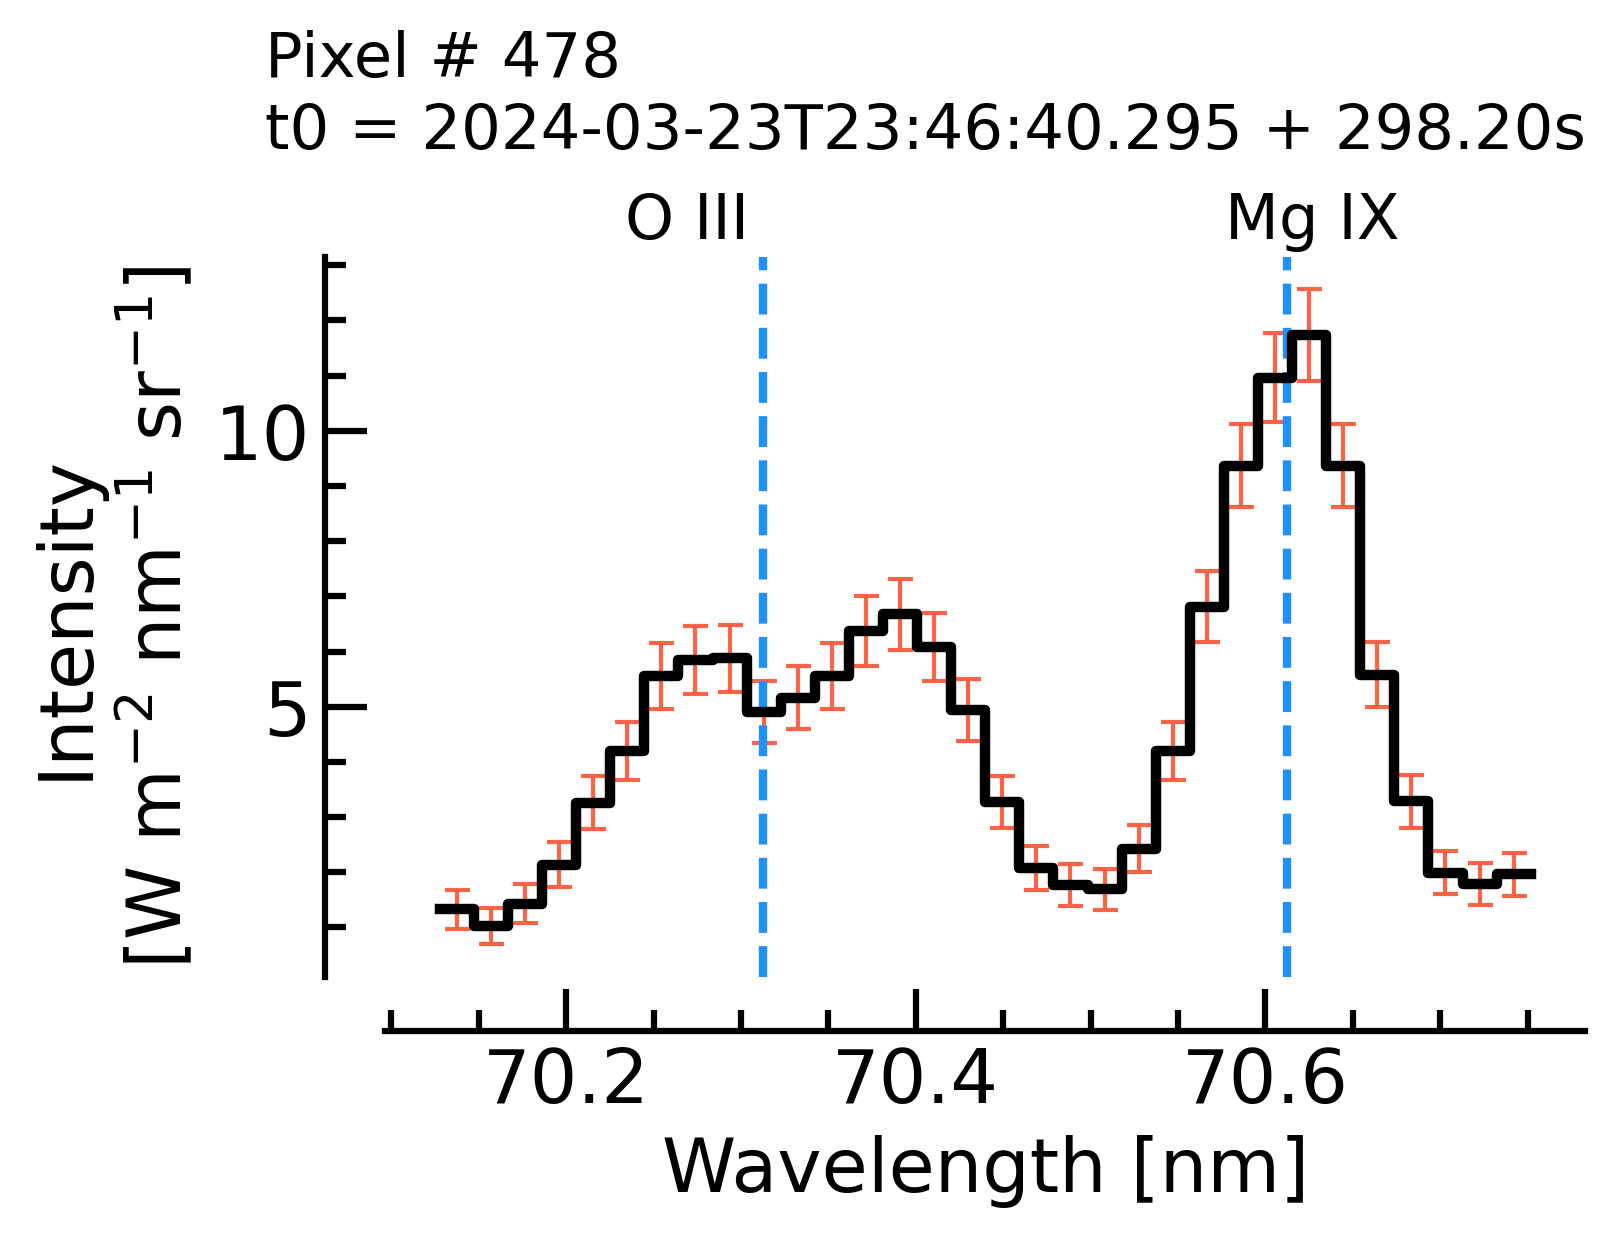 Pixel # 478
t0 = 2024-03-23T23:46:40.295 + 298.20s
O III Mg IX
Intensity
[W m⁻² nm⁻¹ sr⁻¹]
10
5
70.2 70.4 70.6
Wavelength [nm]